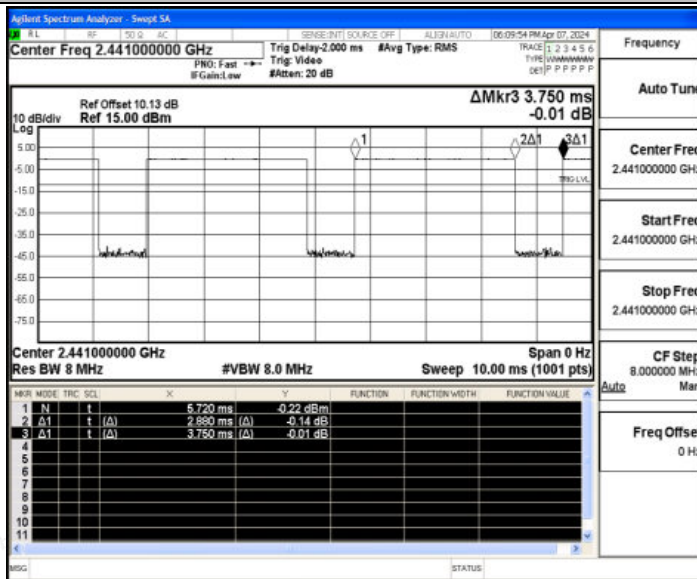 Agilent Spectrum Analyzer - Swept SA
RL RF 50 Ω AC SENSE:INT SOURCE OFF ALIGN AUTO 06:09:54 PM Apr 07, 2024
Center Freq 2.441000000 GHz
PNO: Fast
IFGain:Low
Trig Delay-2.000 ms
Trig: Video
#Atten: 20 dB
#Avg Type: RMS
TRACE 1 2 3 4 5 6
TYPE WWWWWW
DET P P P P P P
Ref Offset 10.13 dB
10 dB/div Ref 15.00 dBm
Log
ΔMkr3 3.750 ms
-0.01 dB
5.00
-5.00
-15.0
-25.0
-35.0
-45.0
-55.0
-65.0
-75.0
1
2Δ1
3Δ1
TRIG LVL
Center 2.441000000 GHz Span 0 Hz
Res BW 8 MHz #VBW 8.0 MHz Sweep 10.00 ms (1001 pts)
MKR MODE TRC SCL X Y FUNCTION FUNCTION WIDTH FUNCTION VALUE
1 N t 5.720 ms -0.22 dBm
2 Δ1 t (Δ) 2.880 ms (Δ) -0.14 dB
3 Δ1 t (Δ) 3.750 ms (Δ) -0.01 dB
4
5
6
7
8
9
10
11
MSG STATUS
Frequency
Auto Tune
Center Freq
2.441000000 GHz
Start Freq
2.441000000 GHz
Stop Freq
2.441000000 GHz
CF Step
8.000000 MHz
Auto Man
Freq Offset
0 Hz